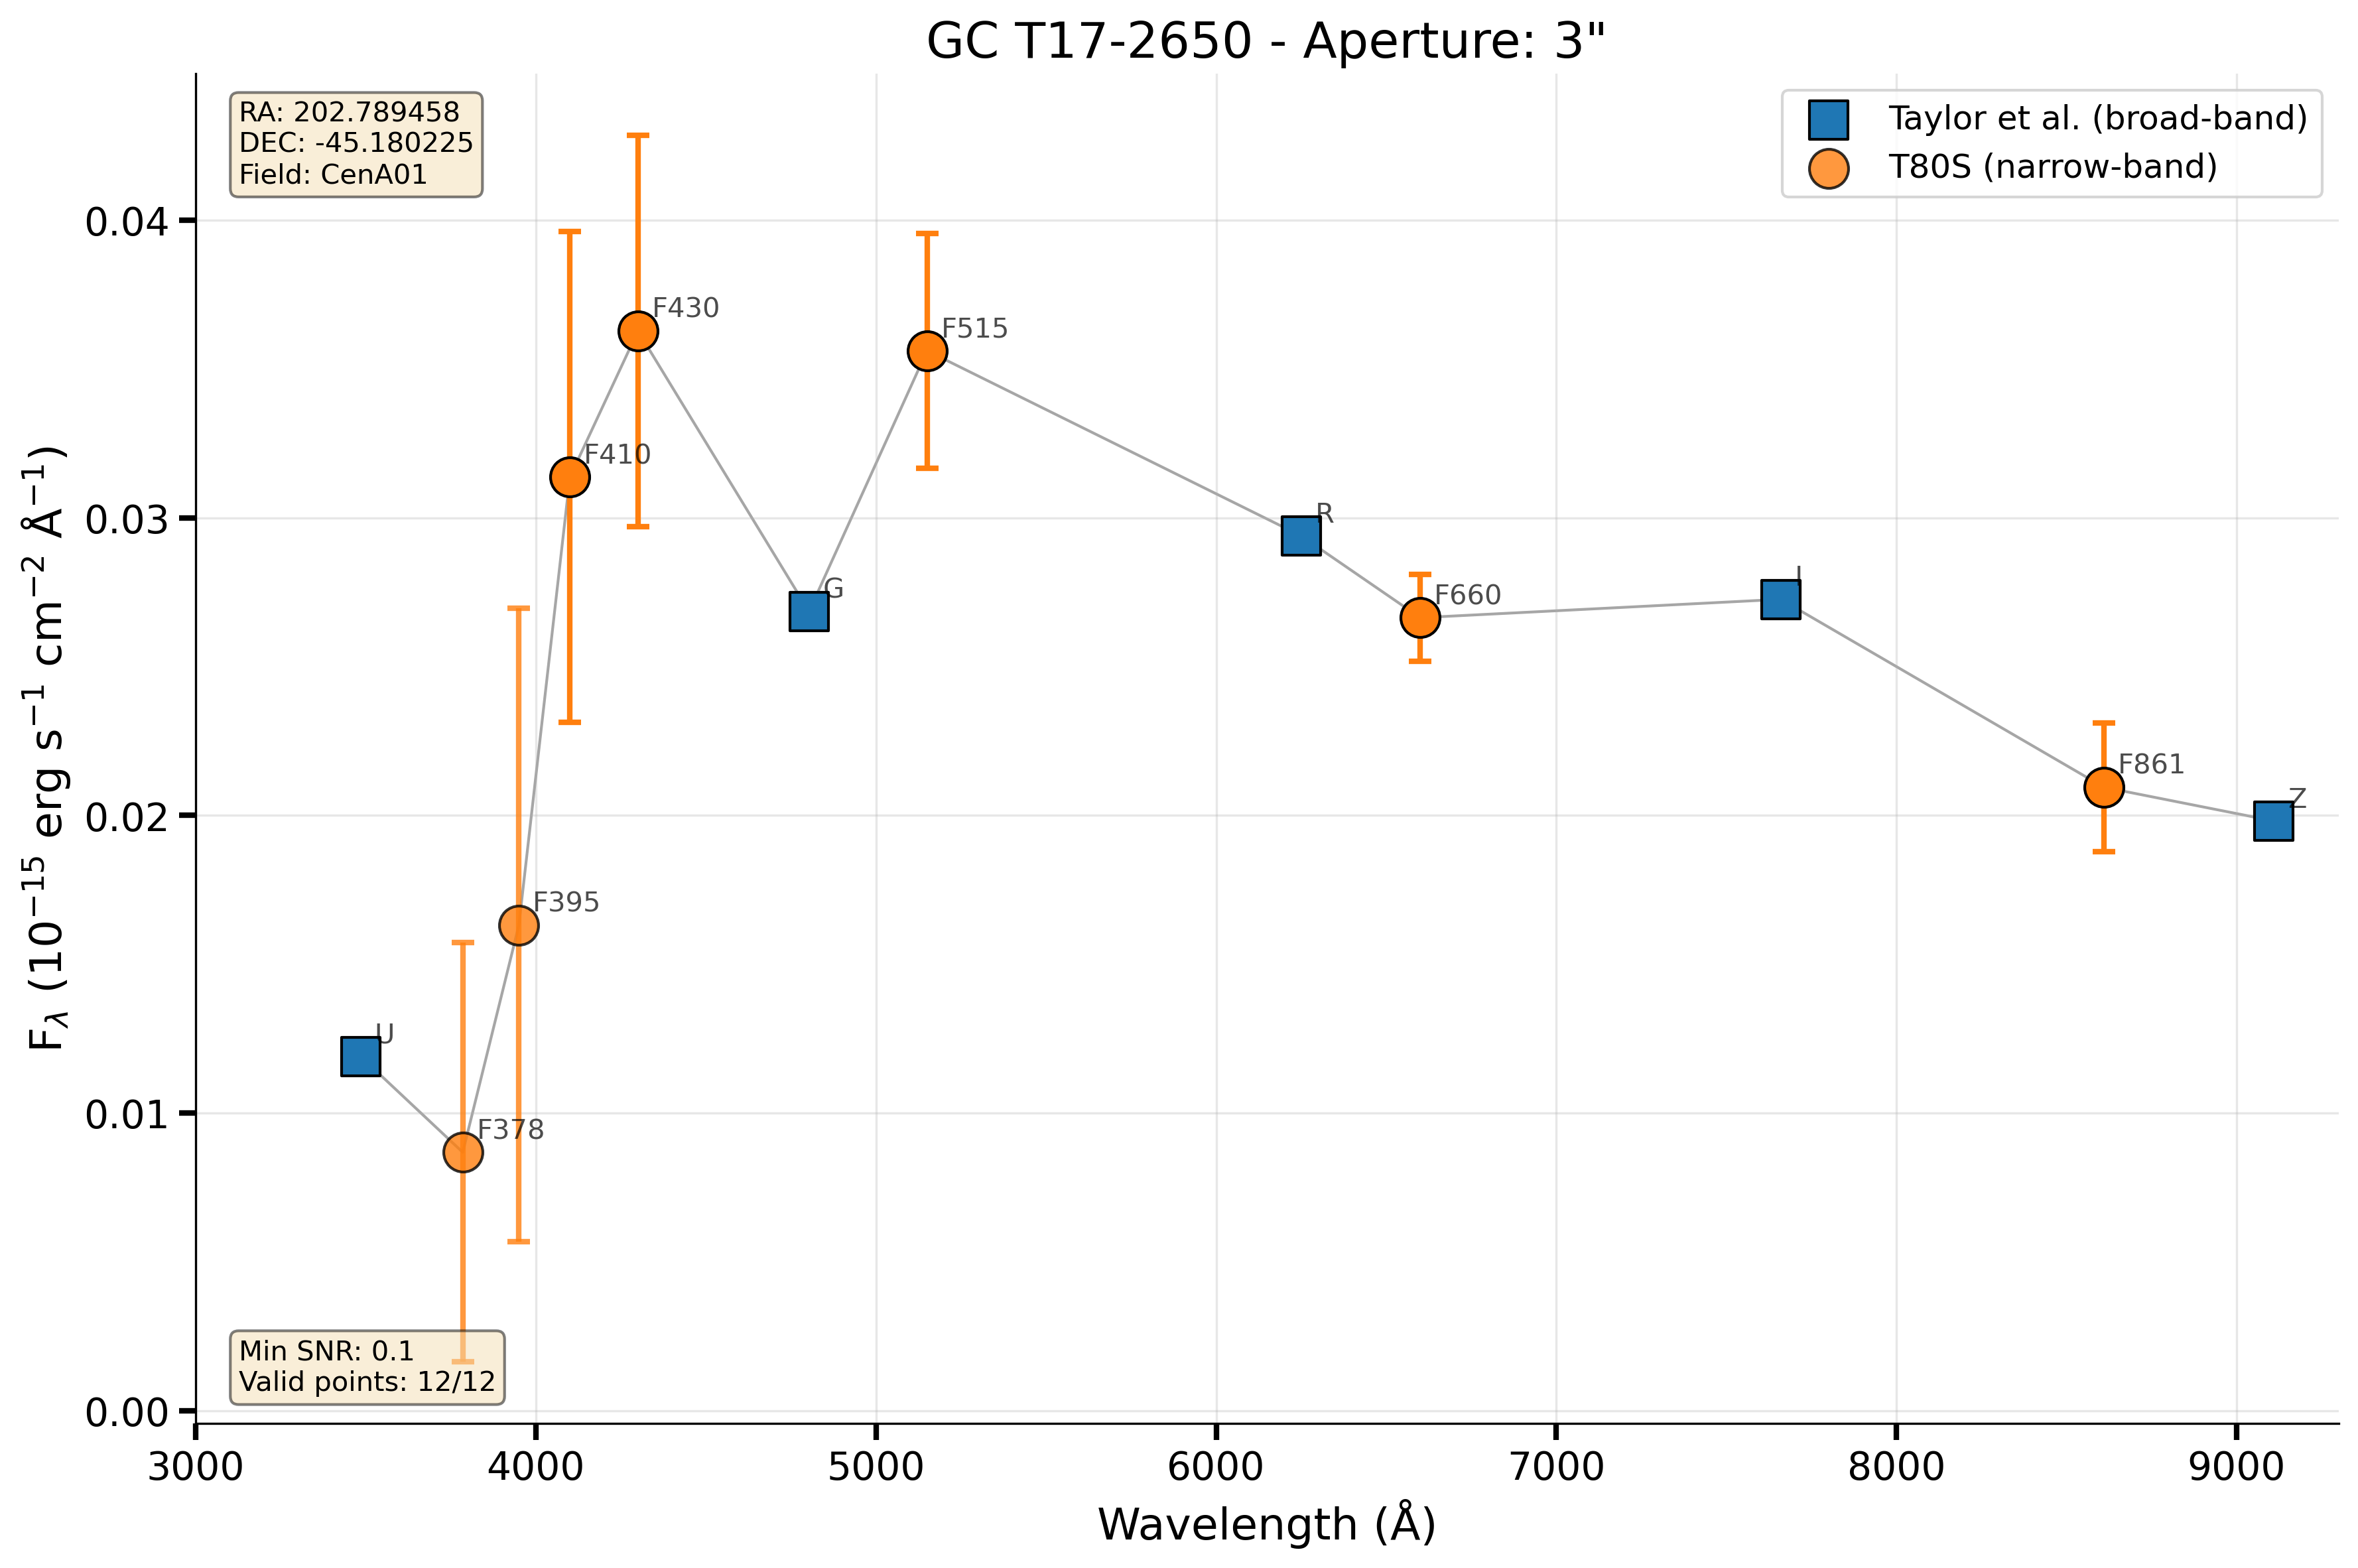 GC T17-2650 - Aperture: 3"
RA: 202.789458
DEC: -45.180225
Field: CenA01
Taylor et al. (broad-band)
T80S (narrow-band)
F430
F515
F410
R
G
F660
I
F861
Z
F395
U
F378
Min SNR: 0.1
Valid points: 12/12
0.04
0.03
0.02
0.01
0.00
F_λ (10⁻¹⁵ erg s⁻¹ cm⁻² Å⁻¹)
3000 4000 5000 6000 7000 8000 9000
Wavelength (Å)